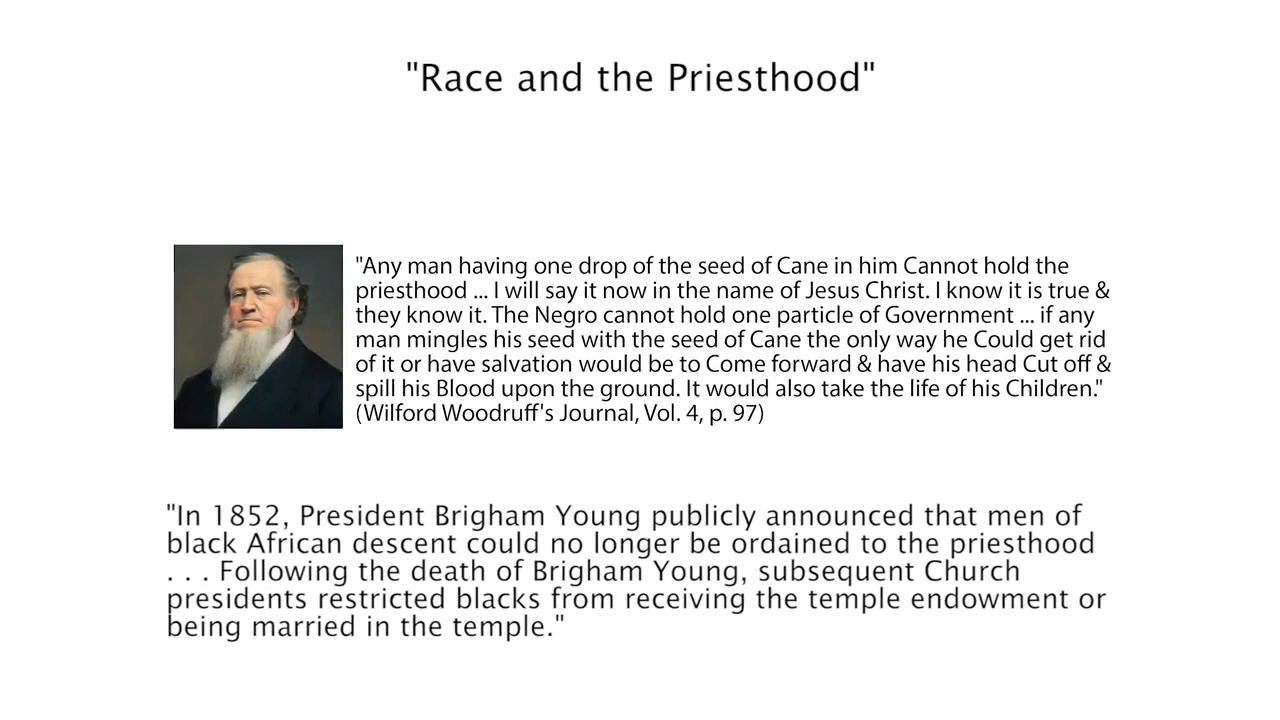 "Race and the Priesthood"
"Any man having one drop of the seed of Cane in him Cannot hold the
priesthood ... I will say it now in the name of Jesus Christ. I know it is true &
they know it. The Negro cannot hold one particle of Government ... if any
man mingles his seed with the seed of Cane the only way he Could get rid
of it or have salvation would be to Come forward & have his head Cut off &
spill his Blood upon the ground. It would also take the life of his Children."
(Wilford Woodruff's Journal, Vol. 4, p. 97)
"In 1852, President Brigham Young publicly announced that men of
black African descent could no longer be ordained to the priesthood
. . . Following the death of Brigham Young, subsequent Church
presidents restricted blacks from receiving the temple endowment or
being married in the temple."